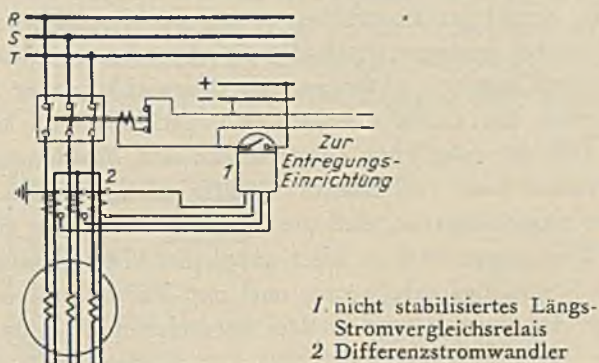 R
S
T
+
−
Zur
Entregungs-
Einrichtung
1
2
1. nicht stabilisiertes Längs-
Stromvergleichsrelais
2 Differenzstromwandler